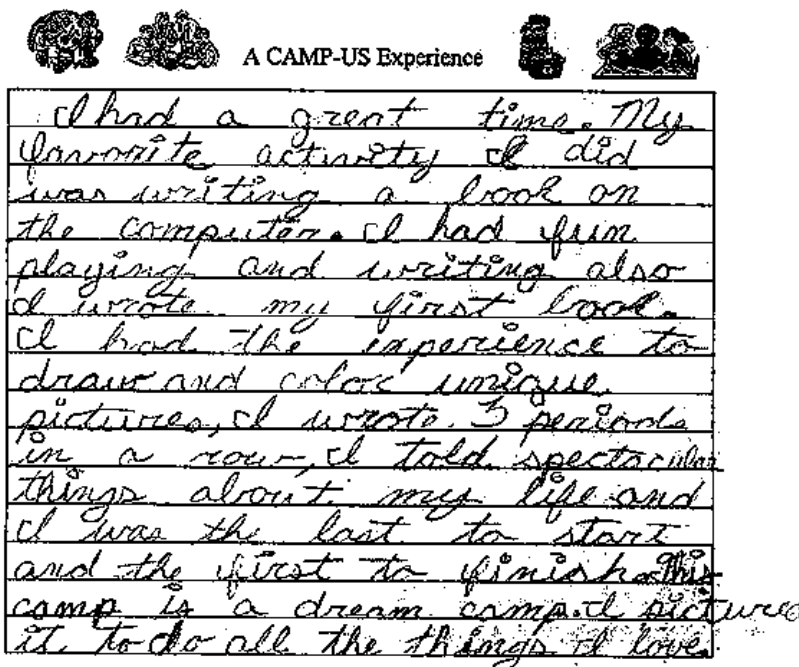 A CAMP-US Experience
I had a great time. My
favorite activity I did
was writing a book on
the computer. I had fun
playing and writing also
I wrote my first book.
I had the experience to
draw and color unique
pictures, I wrote 3 periods
in a row, I told spectacular
things about my life and
I was the last to start
and the first to finish. This
camp is a dream camp. I pictured
it to do all the things I love.